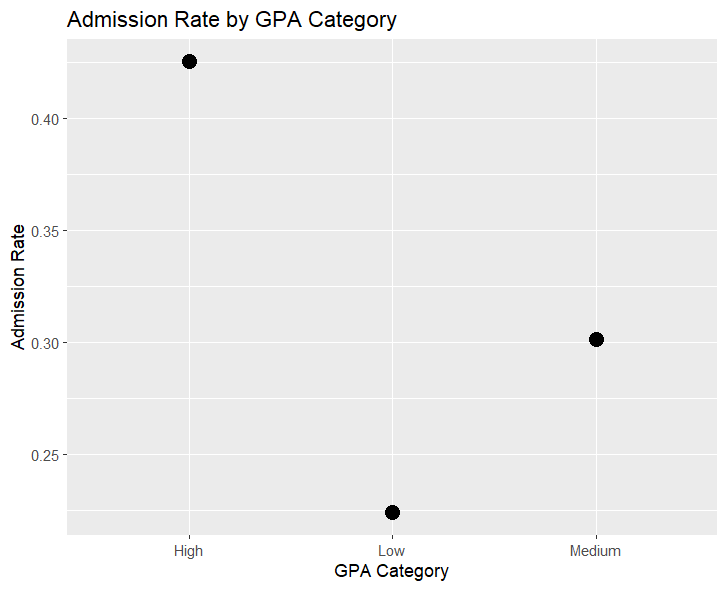 Admission Rate by GPA Category
Admission Rate
0.40
0.35
0.30
0.25
High Low Medium
GPA Category